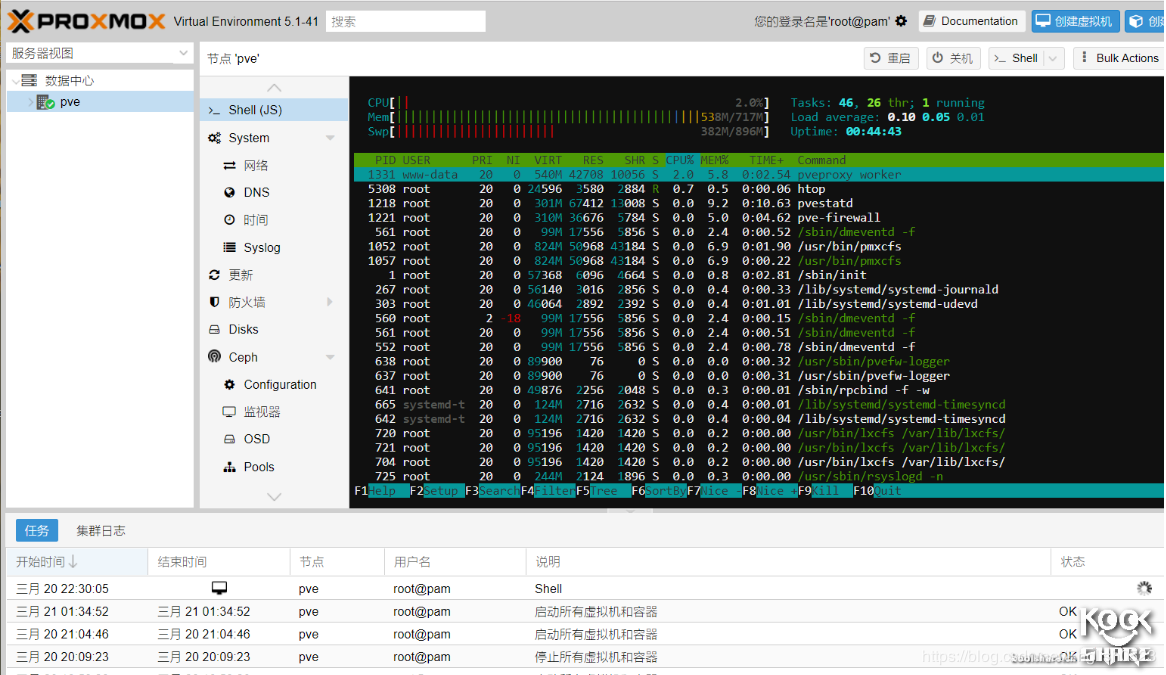 PROXMOX Virtual Environment 5.1-41 搜索 您的登录名是'root@pam' Documentation 创建虚拟机
服务器视图
数据中心
pve
节点 'pve' 重启 关机 Shell Bulk Actions
Shell (JS)
System
网络
DNS
时间
Syslog
更新
防火墙
Disks
Ceph
Configuration
监视器
OSD
Pools
CPU[|| 2.0%] Tasks: 46, 26 thr; 1 running
Mem[ 538M/717M] Load average: 0.10 0.05 0.01
Swp[ 382M/896M] Uptime: 00:44:43
PID USER PRI NI VIRT RES SHR S CPU% MEM% TIME+ Command
1331 www-data 20 0 540M 42708 10056 S 2.0 5.8 0:02.54 pveproxy worker
5308 root 20 0 24596 3580 2884 R 0.7 0.5 0:00.06 htop
1218 root 20 0 301M 67412 13008 S 0.0 9.2 0:10.63 pvestatd
1221 root 20 0 310M 36676 5784 S 0.0 5.0 0:04.62 pve-firewall
561 root 20 0 99M 17556 5856 S 0.0 2.4 0:00.52 /sbin/dmeventd -f
1052 root 20 0 824M 50968 43184 S 0.0 6.9 0:01.90 /usr/bin/pmxcfs
1057 root 20 0 824M 50968 43184 S 0.0 6.9 0:00.22 /usr/bin/pmxcfs
1 root 20 0 57368 6096 4664 S 0.0 0.8 0:02.81 /sbin/init
267 root 20 0 56140 3016 2856 S 0.0 0.4 0:00.33 /lib/systemd/systemd-journald
303 root 20 0 46064 2892 2392 S 0.0 0.4 0:01.01 /lib/systemd/systemd-udevd
560 root 2 -18 99M 17556 5856 S 0.0 2.4 0:00.15 /sbin/dmeventd -f
561 root 20 0 99M 17556 5856 S 0.0 2.4 0:00.51 /sbin/dmeventd -f
552 root 20 0 99M 17556 5856 S 0.0 2.4 0:00.78 /sbin/dmeventd -f
638 root 20 0 89900 76 0 S 0.0 0.0 0:00.32 /usr/sbin/pvefw-logger
637 root 20 0 89900 76 0 S 0.0 0.0 0:00.31 /usr/sbin/pvefw-logger
641 root 20 0 49876 2256 2048 S 0.0 0.3 0:00.01 /sbin/rpcbind -f -w
665 systemd-t 20 0 124M 2716 2632 S 0.0 0.4 0:00.01 /lib/systemd/systemd-timesyncd
642 systemd-t 20 0 124M 2716 2632 S 0.0 0.4 0:00.04 /lib/systemd/systemd-timesyncd
720 root 20 0 95196 1420 1420 S 0.0 0.2 0:00.00 /usr/bin/lxcfs /var/lib/lxcfs/
721 root 20 0 95196 1420 1420 S 0.0 0.2 0:00.00 /usr/bin/lxcfs /var/lib/lxcfs/
704 root 20 0 95196 1420 1420 S 0.0 0.2 0:00.00 /usr/bin/lxcfs /var/lib/lxcfs/
725 root 20 0 244M 2124 1896 S 0.0 0.3 0:00.00 /usr/sbin/rsyslogd -n
F1Help F2Setup F3SearchF4FilterF5Tree F6SortByF7Nice -F8Nice +F9Kill F10Quit
任务 集群日志
开始时间 结束时间 节点 用户名 说明 状态
三月 20 22:30:05 pve root@pam Shell
三月 21 01:34:52 三月 21 01:34:52 pve root@pam 启动所有虚拟机和容器 OK
三月 20 21:04:46 三月 20 21:04:46 pve root@pam 启动所有虚拟机和容器 OK
三月 20 20:09:23 三月 20 20:09:23 pve root@pam 停止所有虚拟机和容器 OK
KOCK
SHARE
https://blog.